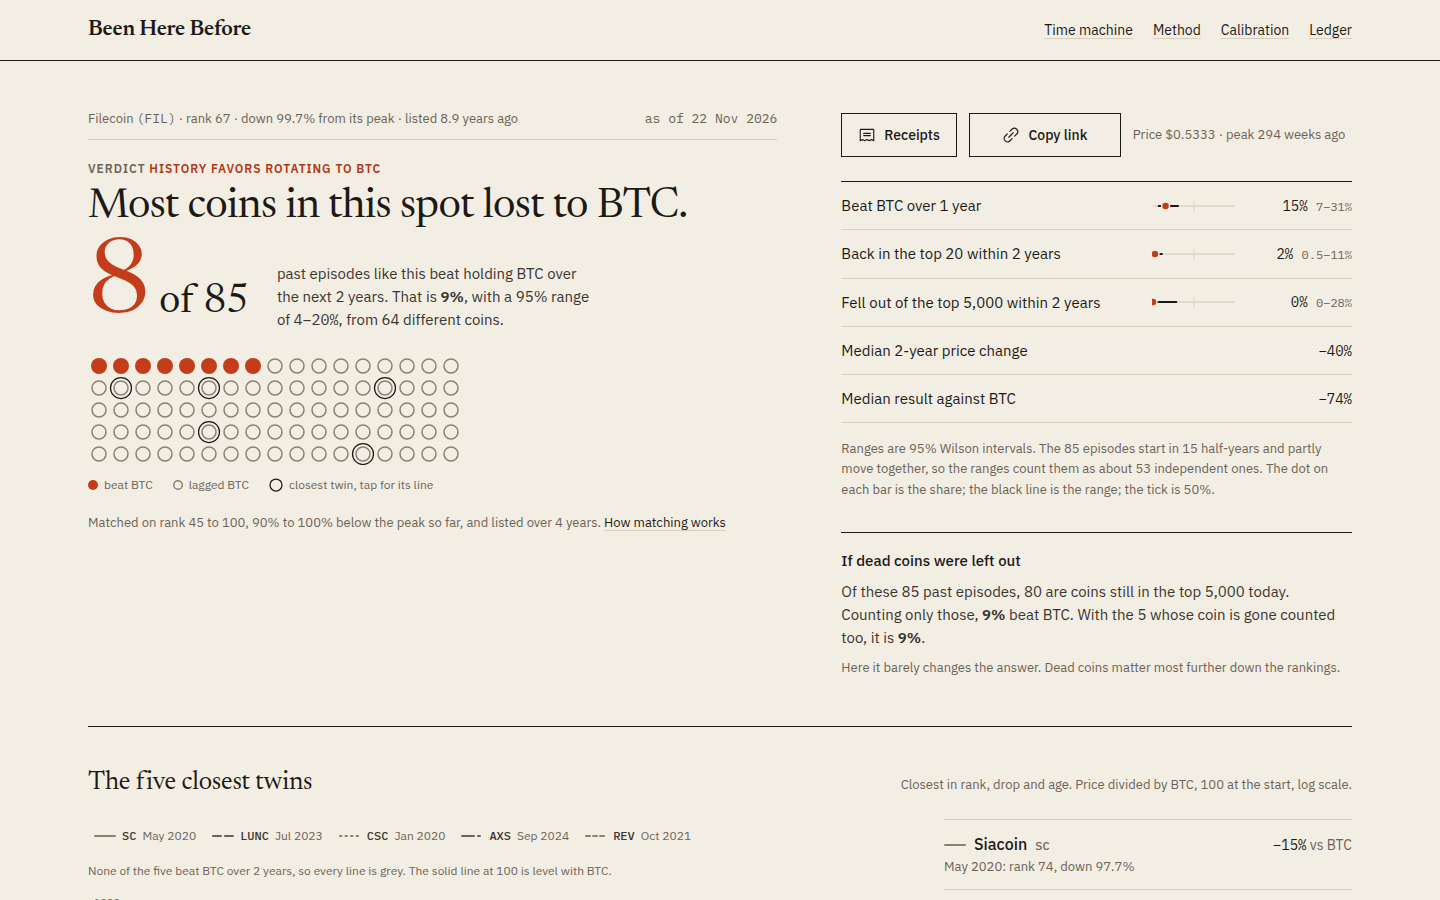 Been Here Before
Time machine Method Calibration Ledger
Filecoin (FIL) · rank 67 · down 99.7% from its peak · listed 8.9 years ago
as of 22 Nov 2026
VERDICT HISTORY FAVORS ROTATING TO BTC
Most coins in this spot lost to BTC.
8 of 85
past episodes like this beat holding BTC over
the next 2 years. That is 9%, with a 95% range
of 4–20%, from 64 different coins.
beat BTC lagged BTC closest twin, tap for its line
Matched on rank 45 to 100, 90% to 100% below the peak so far, and listed over 4 years. How matching works
Receipts
Copy link
Price $0.5333 · peak 294 weeks ago
Beat BTC over 1 year 15% 7–31%
Back in the top 20 within 2 years 2% 0.5–11%
Fell out of the top 5,000 within 2 years 0% 0–28%
Median 2-year price change −40%
Median result against BTC −74%
Ranges are 95% Wilson intervals. The 85 episodes start in 15 half-years and partly
move together, so the ranges count them as about 53 independent ones. The dot on
each bar is the share; the black line is the range; the tick is 50%.
If dead coins were left out
Of these 85 past episodes, 80 are coins still in the top 5,000 today.
Counting only those, 9% beat BTC. With the 5 whose coin is gone counted
too, it is 9%.
Here it barely changes the answer. Dead coins matter most further down the rankings.
The five closest twins
Closest in rank, drop and age. Price divided by BTC, 100 at the start, log scale.
SC May 2020 LUNC Jul 2023 CSC Jan 2020 AXS Sep 2024 REV Oct 2021
None of the five beat BTC over 2 years, so every line is grey. The solid line at 100 is level with BTC.
Siacoin SC −15% vs BTC
May 2020: rank 74, down 97.7%